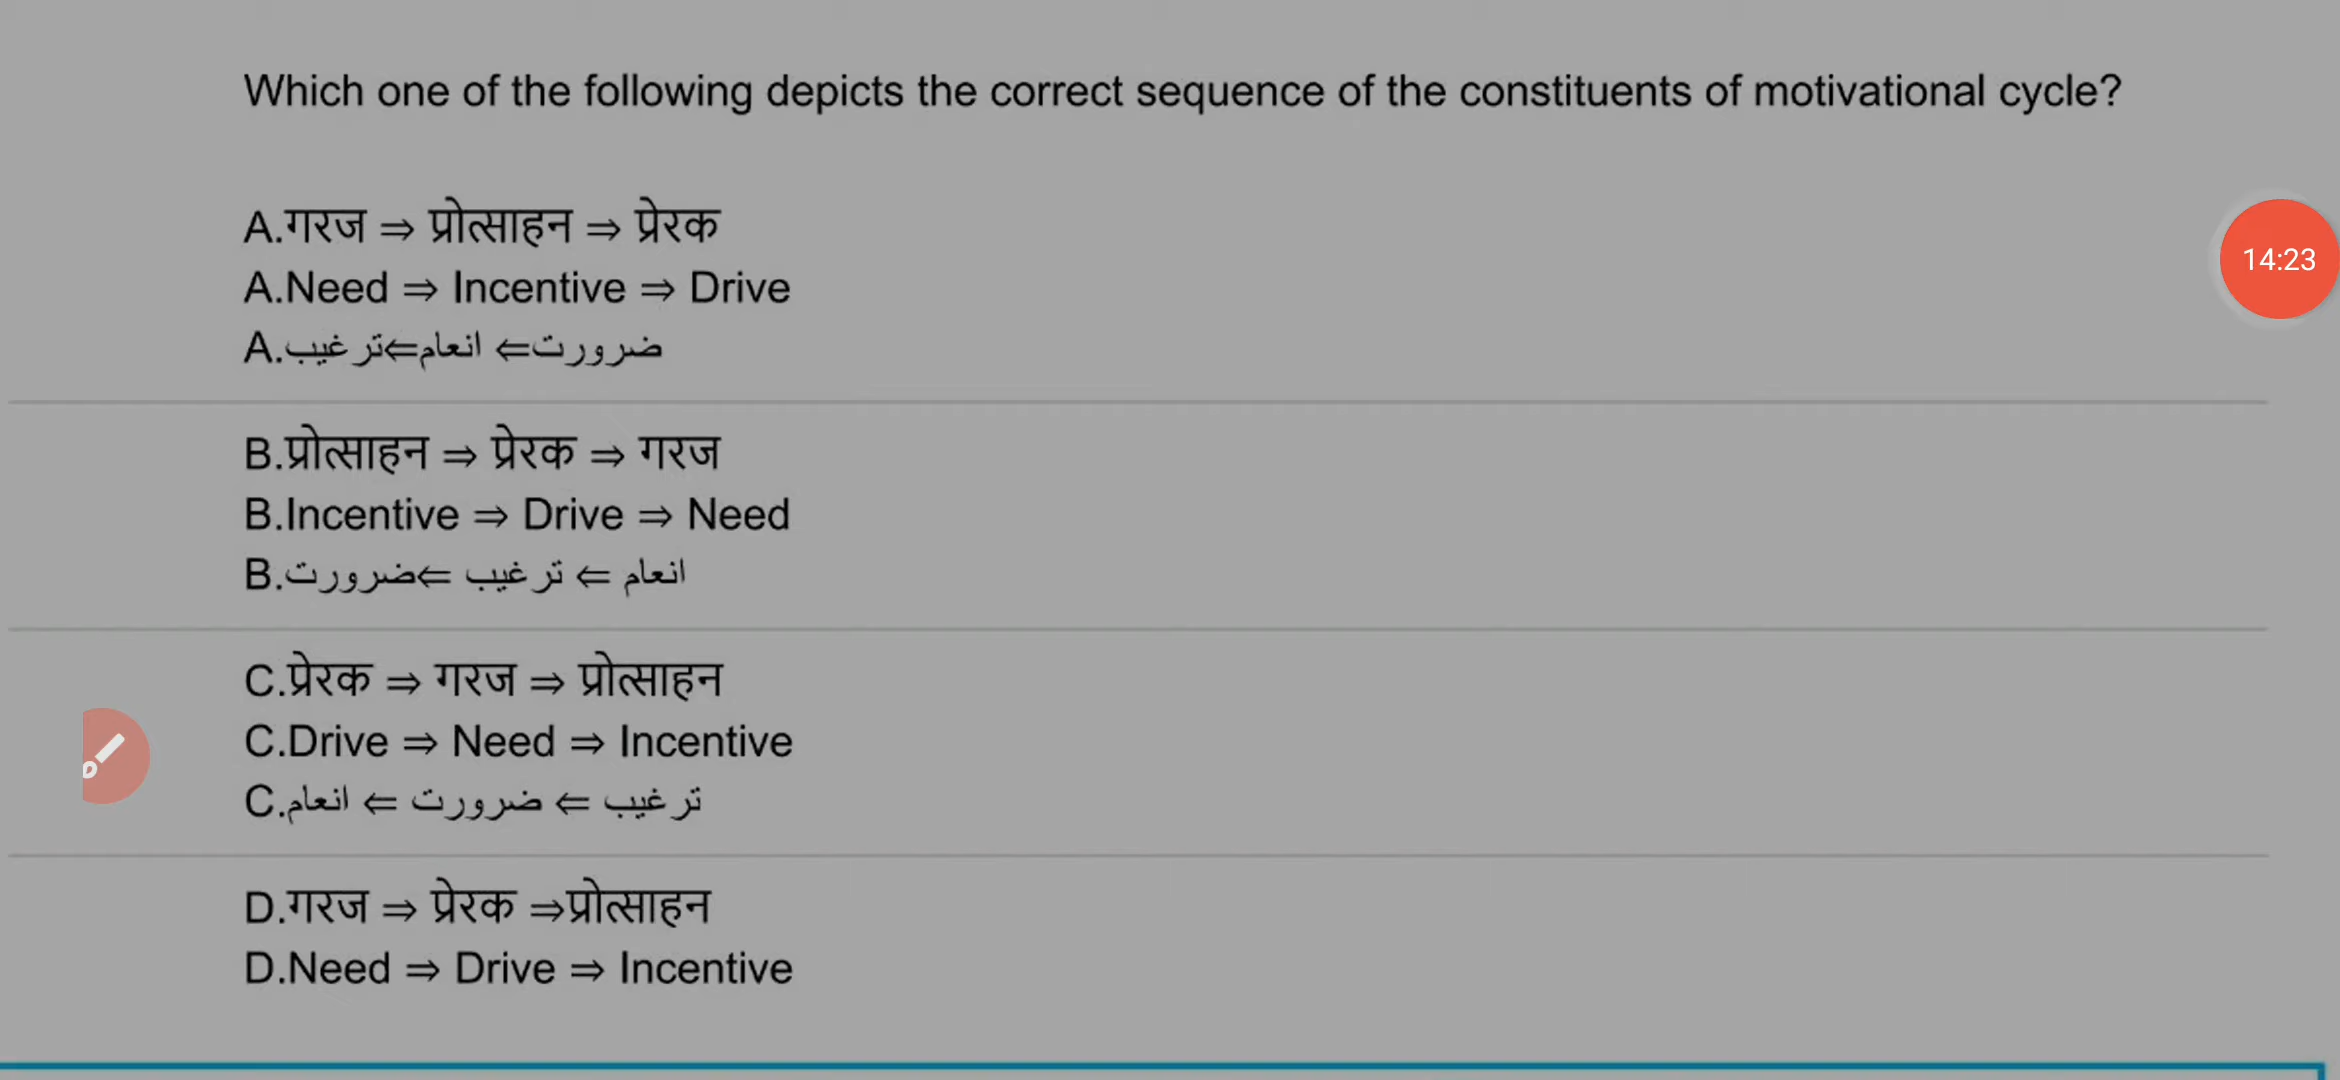 Which one of the following depicts the correct sequence of the constituents of motivational cycle?
A.गरज ⇒ प्रोत्साहन ⇒ प्रेरक
A.Need ⇒ Incentive ⇒ Drive
A.ضرورت⇐ انعام⇐ترغیب
14:23
B.प्रोत्साहन ⇒ प्रेरक ⇒ गरज
B.Incentive ⇒ Drive ⇒ Need
B.انعام ⇐ ترغیب ⇐ضرورت
C.प्रेरक ⇒ गरज ⇒ प्रोत्साहन
C.Drive ⇒ Need ⇒ Incentive
C.ترغیب ⇐ ضرورت ⇐ انعام
D.गरज ⇒ प्रेरक ⇒प्रोत्साहन
D.Need ⇒ Drive ⇒ Incentive